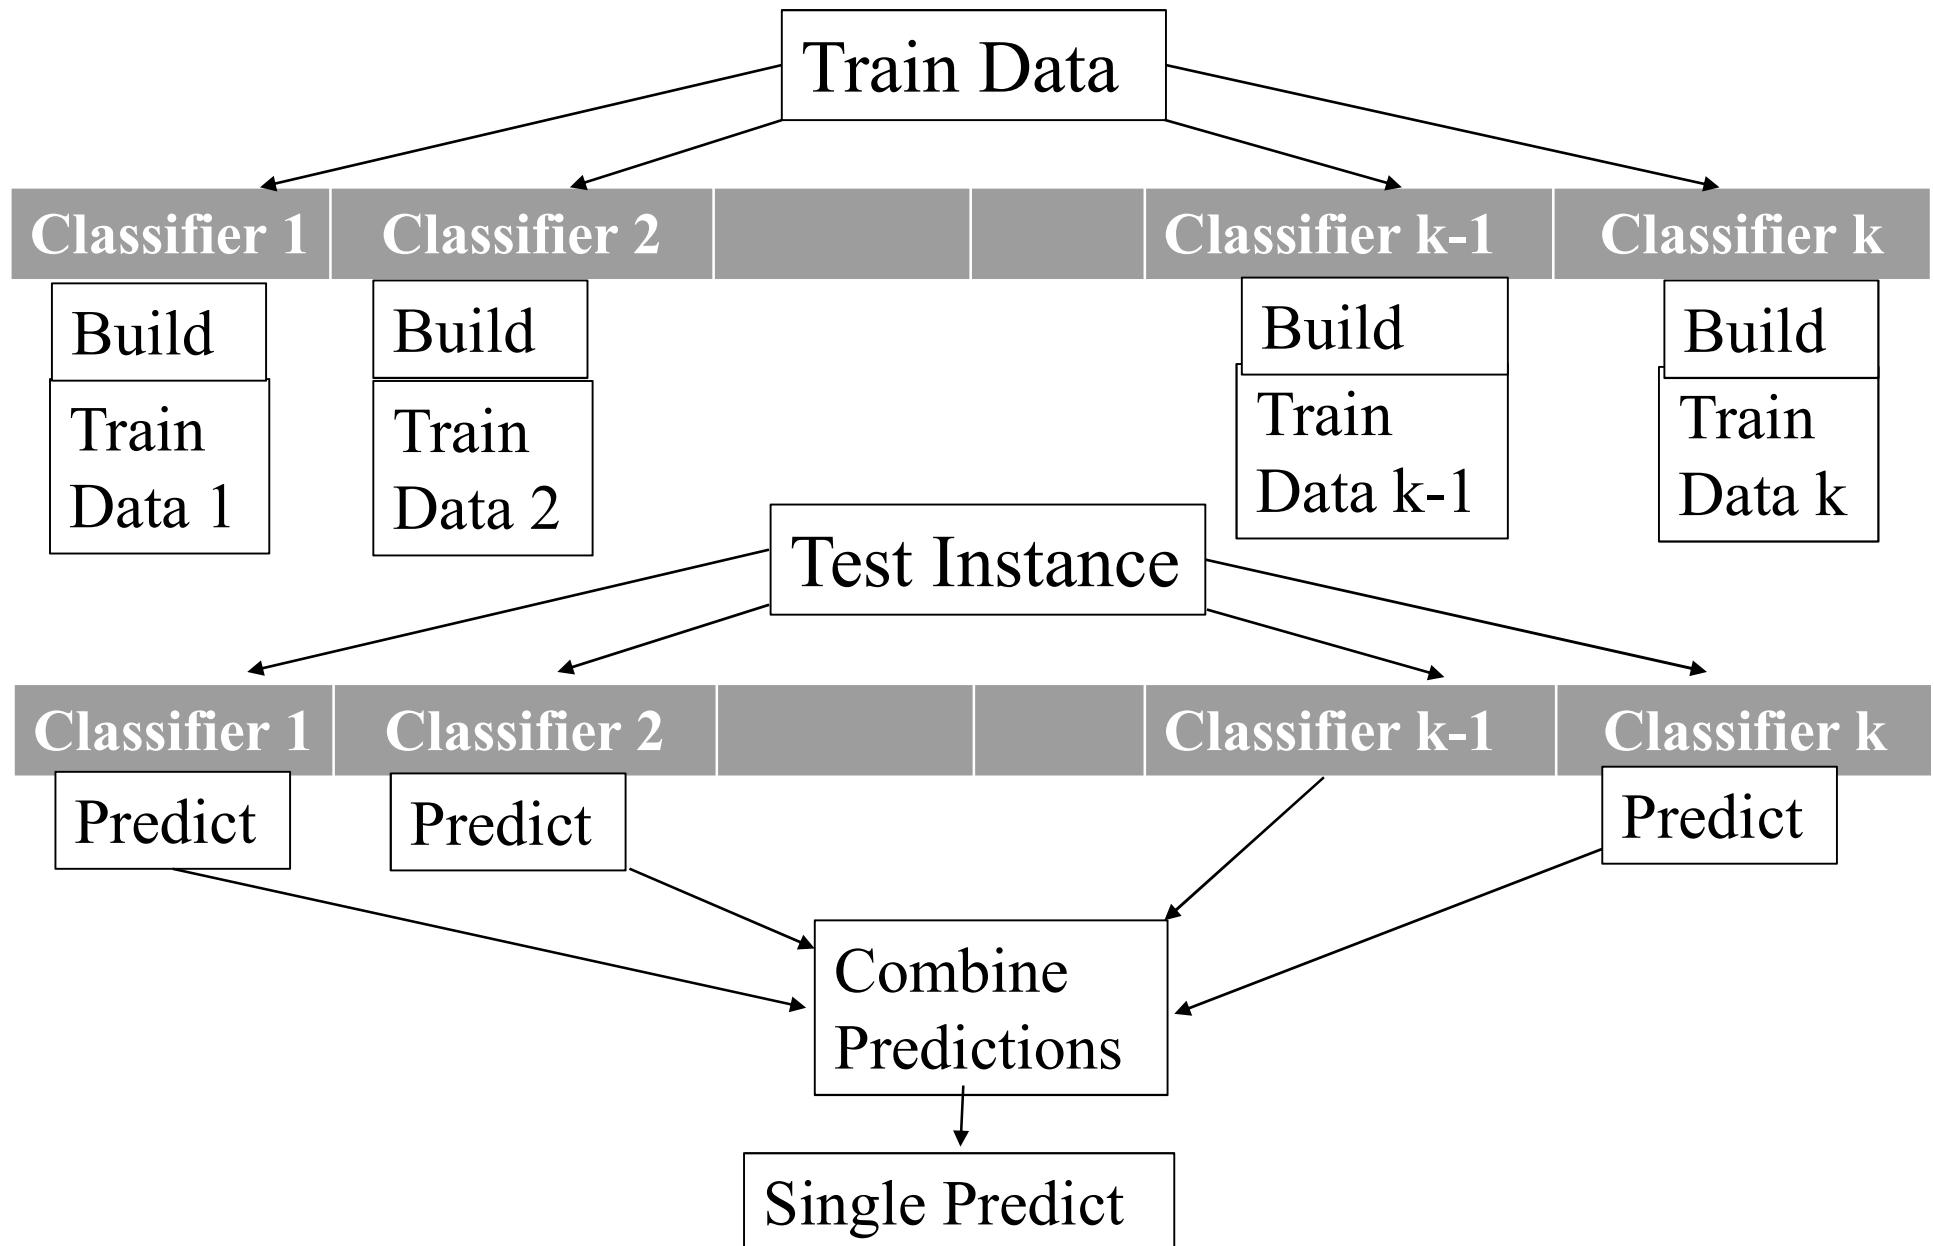 Train Data
Classifier 1 Classifier 2 Classifier k-1 Classifier k
Build Build Build Build
Train Train Train Train
Data 1 Data 2 Data k-1 Data k
Test Instance
Classifier 1 Classifier 2 Classifier k-1 Classifier k
Predict Predict Predict
Combine
Predictions
Single Predict